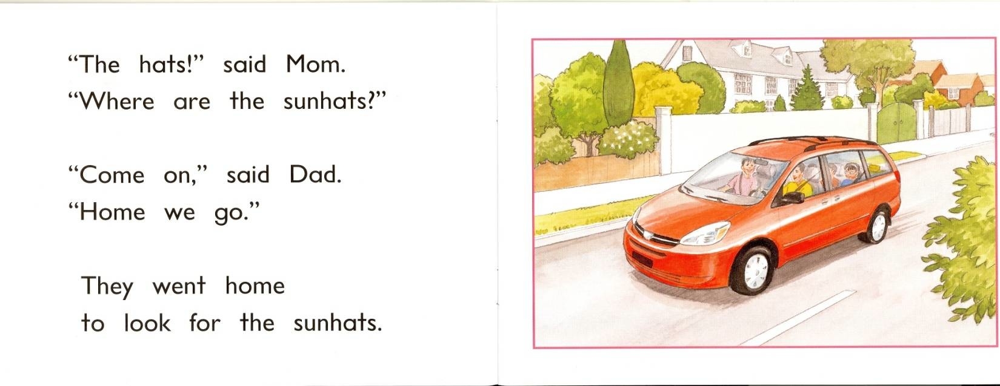 “The hats!” said Mom.
“Where are the sunhats?”
“Come on,” said Dad.
“Home we go.”
They went home
to look for the sunhats.